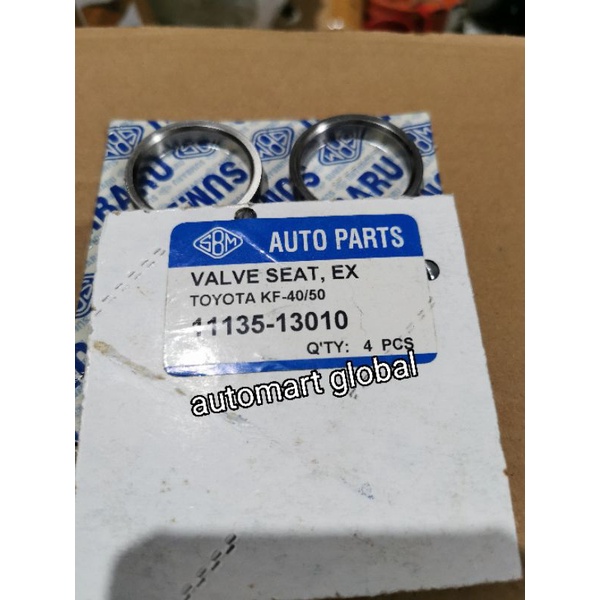 SBM AUTO PARTS
VALVE SEAT, EX
TOYOTA KF-40/50
11135-13010
Q'TY: 4 PCS
automart global